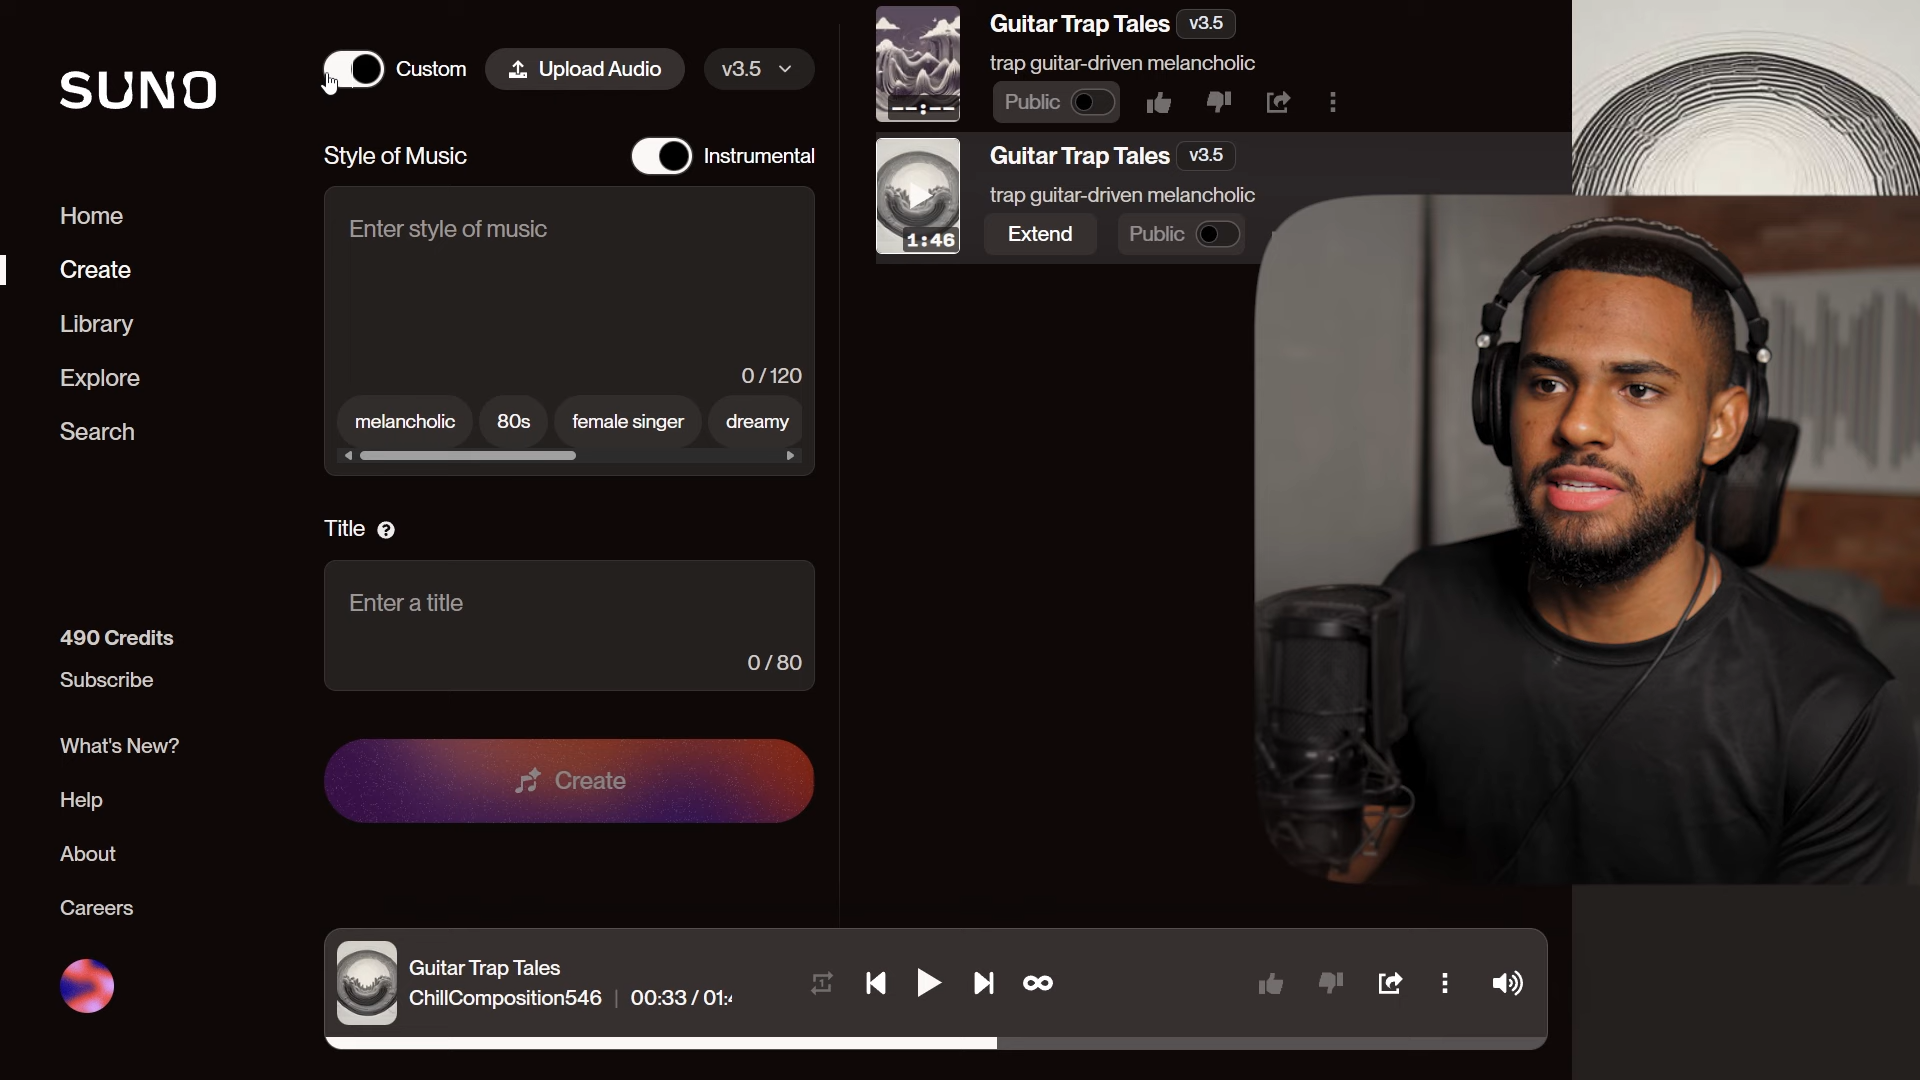 SUNO
Home
Create
Library
Explore
Search
490 Credits
Subscribe
What's New?
Help
About
Careers
Custom
Upload Audio
v3.5
Style of Music
Instrumental
Enter style of music
0 / 120
melancholic
80s
female singer
dreamy
Title
Enter a title
0 / 80
Create
Guitar Trap Tales v3.5
trap guitar-driven melancholic
--:--
Public
Guitar Trap Tales v3.5
trap guitar-driven melancholic
1:46
Extend
Public
Guitar Trap Tales
ChillComposition546 | 00:33 / 01:4